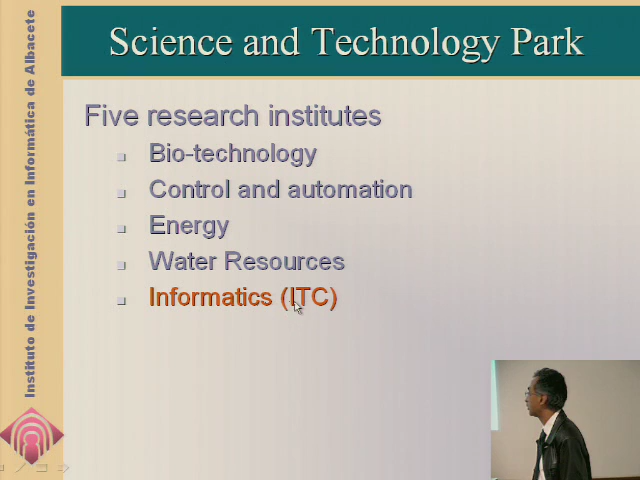 Science and Technology Park
Five research institutes
Bio-technology
Control and automation
Energy
Water Resources
Informatics (ITC)
Instituto de Investigación en Informática de Albacete